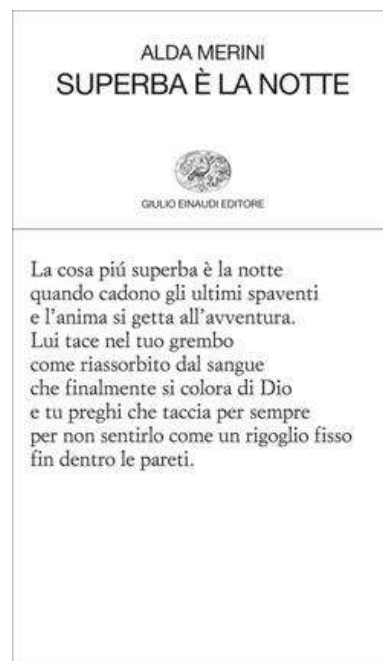 ALDA MERINI
SUPERBA È LA NOTTE
GIULIO EINAUDI EDITORE
La cosa piú superba è la notte
quando cadono gli ultimi spaventi
e l'anima si getta all'avventura.
Lui tace nel tuo grembo
come riassorbito dal sangue
che finalmente si colora di Dio
e tu preghi che taccia per sempre
per non sentirlo come un rigoglio fisso
fin dentro le pareti.